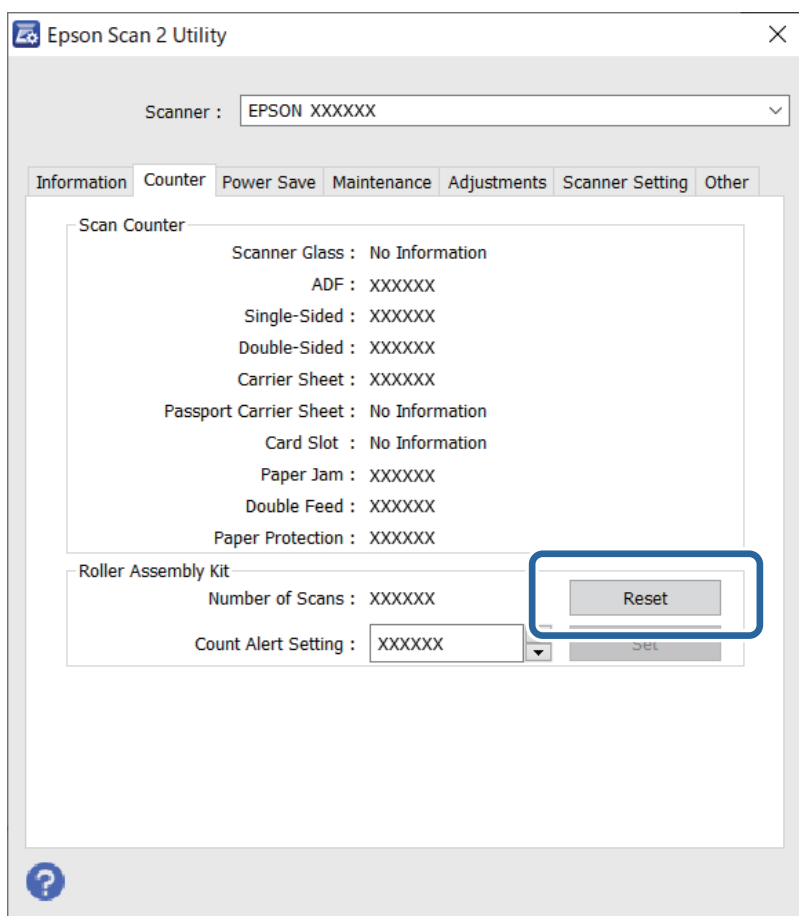 Epson Scan 2 Utility
Scanner : EPSON XXXXXX
Information Counter Power Save Maintenance Adjustments Scanner Setting Other
Scan Counter
Scanner Glass : No Information
ADF : XXXXXX
Single-Sided : XXXXXX
Double-Sided : XXXXXX
Carrier Sheet : XXXXXX
Passport Carrier Sheet : No Information
Card Slot : No Information
Paper Jam : XXXXXX
Double Feed : XXXXXX
Paper Protection : XXXXXX
Roller Assembly Kit
Number of Scans : XXXXXX Reset
Count Alert Setting : XXXXXX Set
?